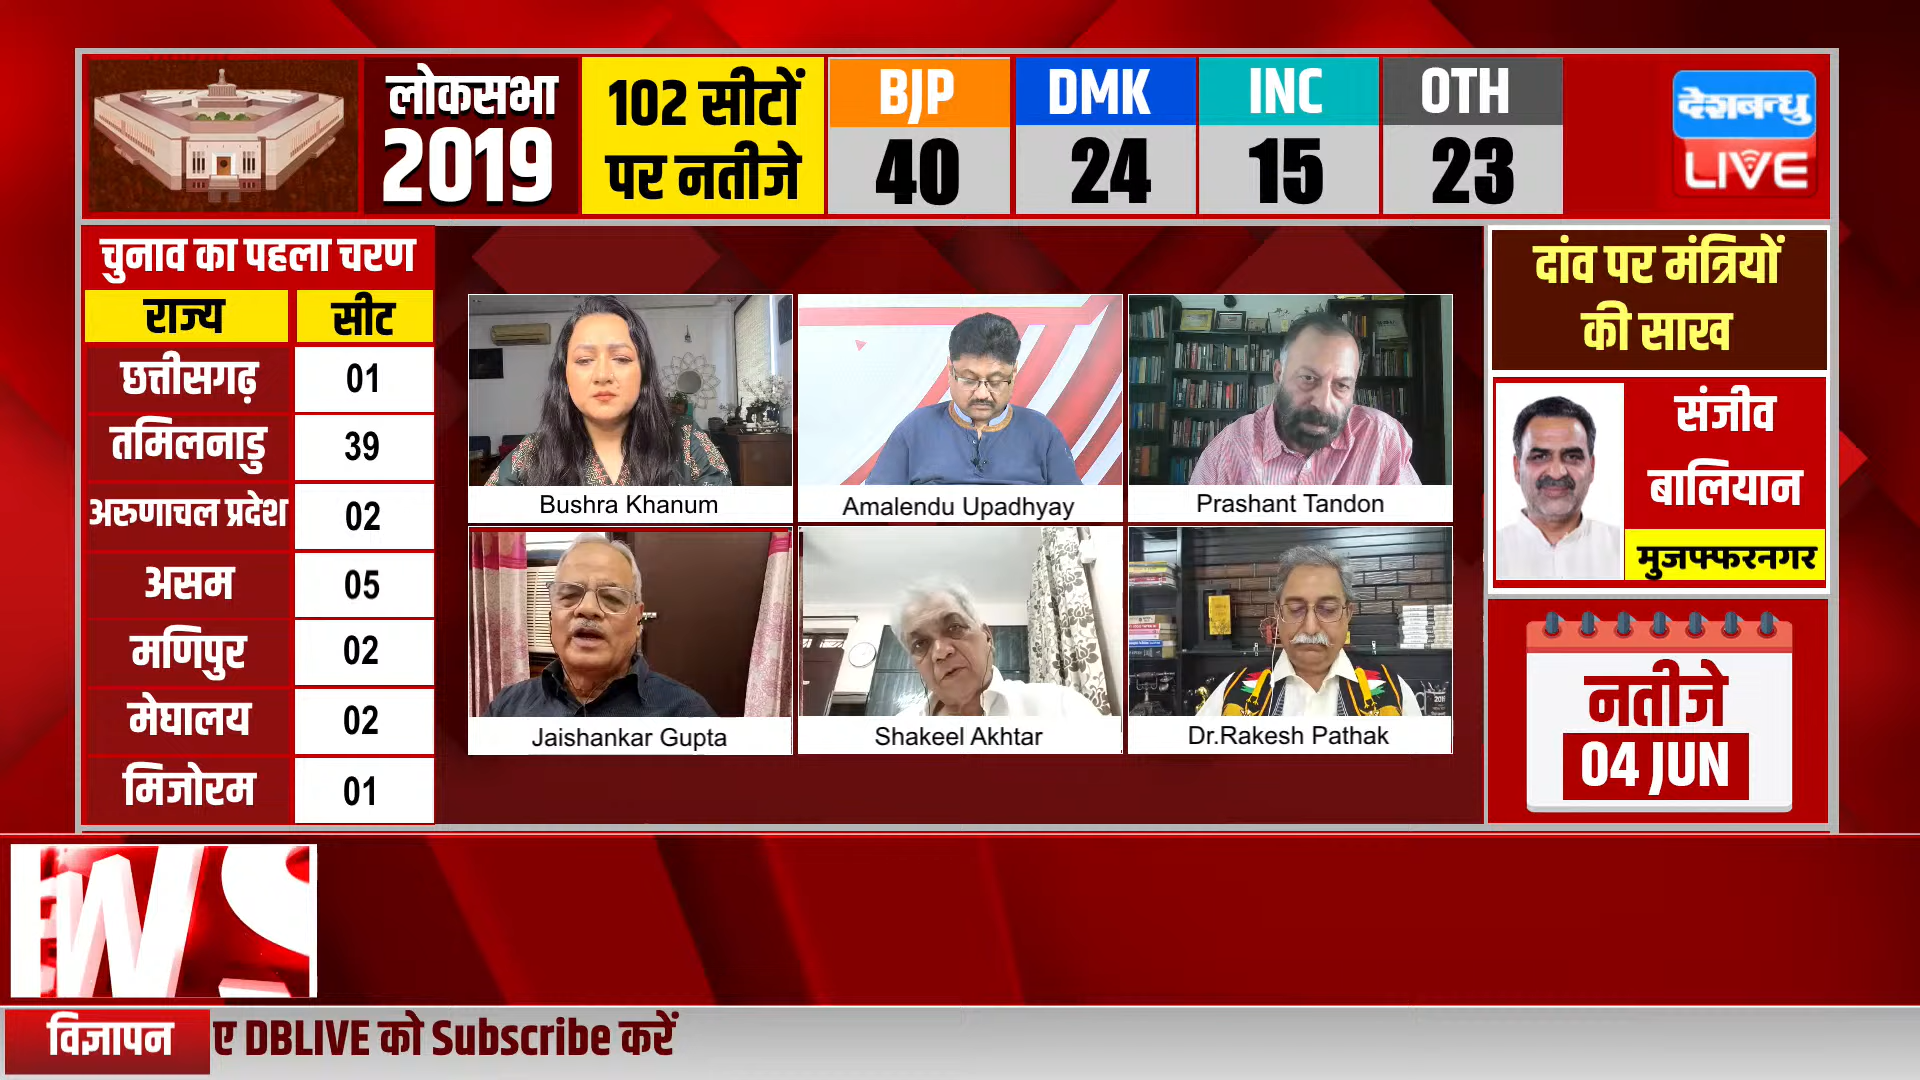 लोकसभा
2019
102 सीटों
पर नतीजे
BJP
40
DMK
24
INC
15
OTH
23
देशबन्धु
LIVE
चुनाव का पहला चरण
राज्य सीट
छत्तीसगढ़ 01
तमिलनाडु 39
अरुणाचल प्रदेश 02
असम 05
मणिपुर 02
मेघालय 02
मिजोरम 01
Bushra Khanum
Amalendu Upadhyay
Prashant Tandon
Jaishankar Gupta
Shakeel Akhtar
Dr.Rakesh Pathak
दांव पर मंत्रियों
की साख
संजीव
बालियान
मुजफ्फरनगर
नतीजे
04 JUN
WS
विज्ञापन
ए DBLIVE को Subscribe करें